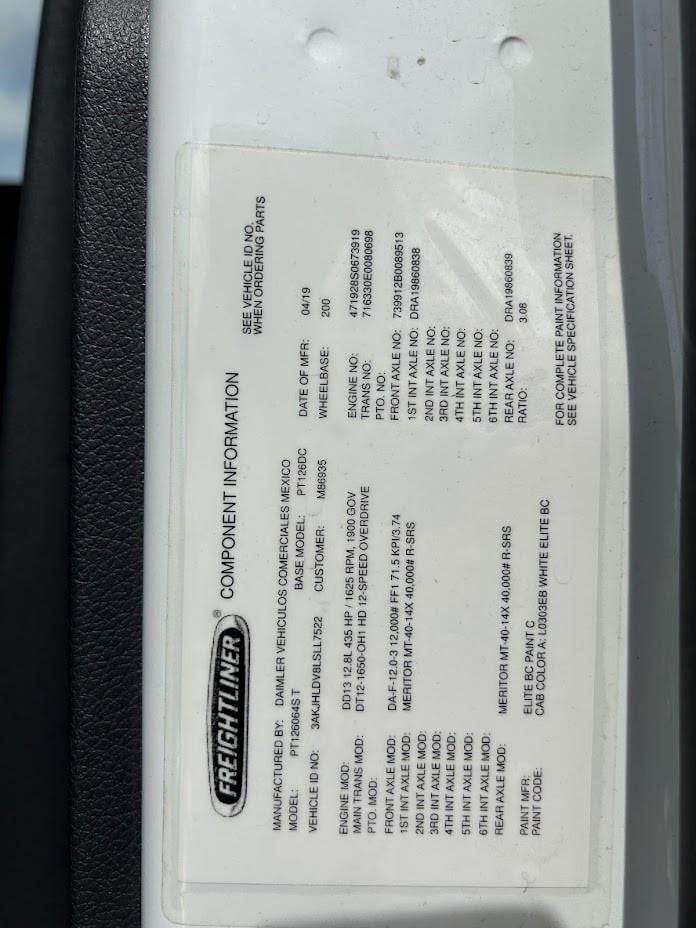 FREIGHTLINER® COMPONENT INFORMATION
SEE VEHICLE ID NO.
WHEN ORDERING PARTS
MANUFACTURED BY: DAIMLER VEHICULOS COMERCIALES MEXICO
MODEL: PT126064S T BASE MODEL: PT126DC DATE OF MFR: 04/19
VEHICLE ID NO: 3AKJHLDV8LSLL7522 CUSTOMER: M86935 WHEELBASE: 200
ENGINE MOD: DD13 12.8L 435 HP / 1625 RPM, 1900 GOV ENGINE NO: 471928S0673919
MAIN TRANS MOD: DT12-1650-OH1 HD 12-SPEED OVERDRIVE TRANS NO: 716330E0080698
PTO. MOD: PTO. NO:
FRONT AXLE MOD: DA-F-12.0-3 12,000# FF1 71.5 KPI/3.74 FRONT AXLE NO: 739912B0089513
1ST INT AXLE MOD: MERITOR MT-40-14X 40,000# R-SRS 1ST INT AXLE NO: DRA19860838
2ND INT AXLE MOD: 2ND INT AXLE NO:
3RD INT AXLE MOD: 3RD INT AXLE NO:
4TH INT AXLE MOD: 4TH INT AXLE NO:
5TH INT AXLE MOD: 5TH INT AXLE NO:
6TH INT AXLE MOD: 6TH INT AXLE NO:
REAR AXLE MOD: MERITOR MT-40-14X 40,000# R-SRS REAR AXLE NO: DRA19860839
RATIO: 3.08
PAINT MFR: ELITE BC PAINT C
PAINT CODE: CAB COLOR A: L0303EB WHITE ELITE BC
FOR COMPLETE PAINT INFORMATION
SEE VEHICLE SPECIFICATION SHEET.